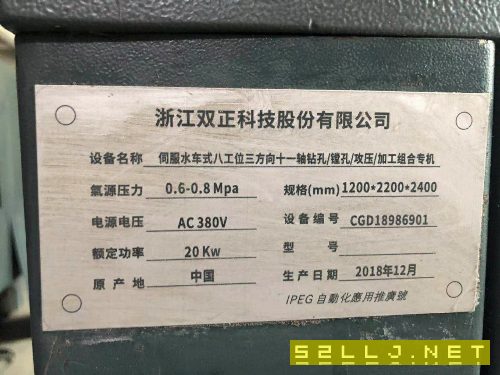 浙江双正科技股份有限公司
设备名称 伺服水车式八工位三方向十一轴钻孔/镗孔/攻压/加工组合专机
氣源压力 0.6-0.8 Mpa 规格(mm) 1200*2200*2400
电源电压 AC 380V 设备编号 CGD18986901
额定功率 20 Kw 型号
原产地 中国 生产日期 2018年12月
IPEG 自動化應用推廣號
52LLJ.NET